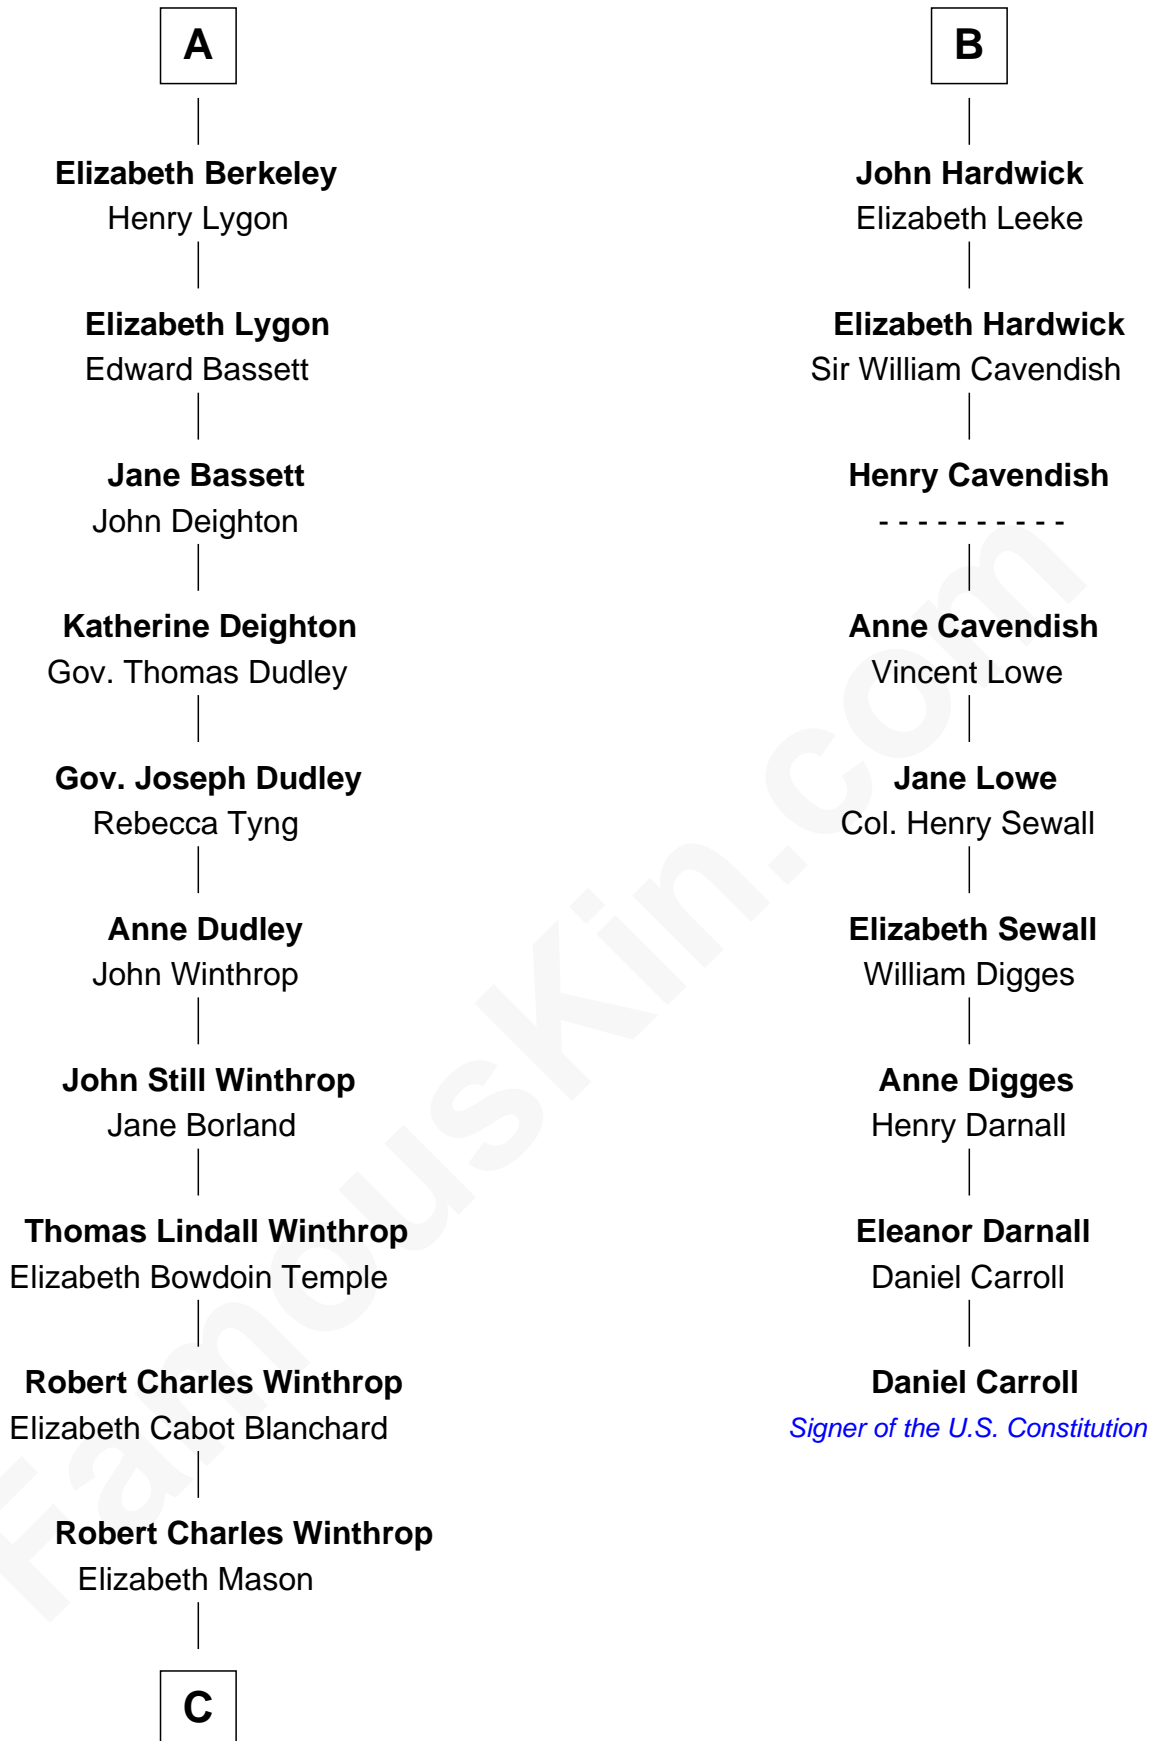 A
Elizabeth Berkeley
Henry Lygon
Elizabeth Lygon
Edward Bassett
Jane Bassett
John Deighton
Katherine Deighton
Gov. Thomas Dudley
Gov. Joseph Dudley
Rebecca Tyng
Anne Dudley
John Winthrop
John Still Winthrop
Jane Borland
Thomas Lindall Winthrop
Elizabeth Bowdoin Temple
Robert Charles Winthrop
Elizabeth Cabot Blanchard
Robert Charles Winthrop
Elizabeth Mason
C
B
John Hardwick
Elizabeth Leeke
Elizabeth Hardwick
Sir William Cavendish
Henry Cavendish
- - - - - - - - - -
Anne Cavendish
Vincent Lowe
Jane Lowe
Col. Henry Sewall
Elizabeth Sewall
William Digges
Anne Digges
Henry Darnall
Eleanor Darnall
Daniel Carroll
Daniel Carroll
Signer of the U.S. Constitution
FamousKin.com